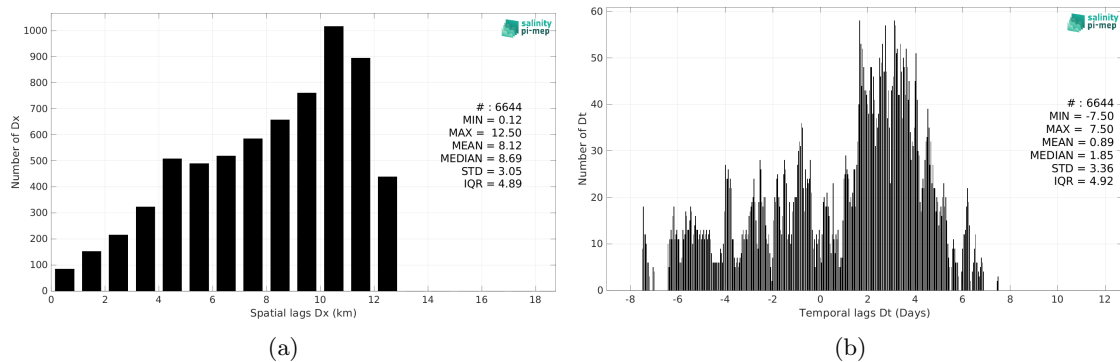 1000
900
800
700
600
500
400
300
200
100
0
Number of Dx
salinity
pi-mep
# : 6644
MIN = 0.12
MAX = 12.50
MEAN = 8.12
MEDIAN = 8.69
STD = 3.05
IQR = 4.89
0 2 4 6 8 10 12 14 16 18
Spatial lags Dx (km)
(a)
60
50
40
30
20
10
0
Number of Dt
salinity
pi-mep
# : 6644
MIN = -7.50
MAX = 7.50
MEAN = 0.89
MEDIAN = 1.85
STD = 3.36
IQR = 4.92
-8 -6 -4 -2 0 2 4 6 8 10 12
Temporal lags Dt (Days)
(b)